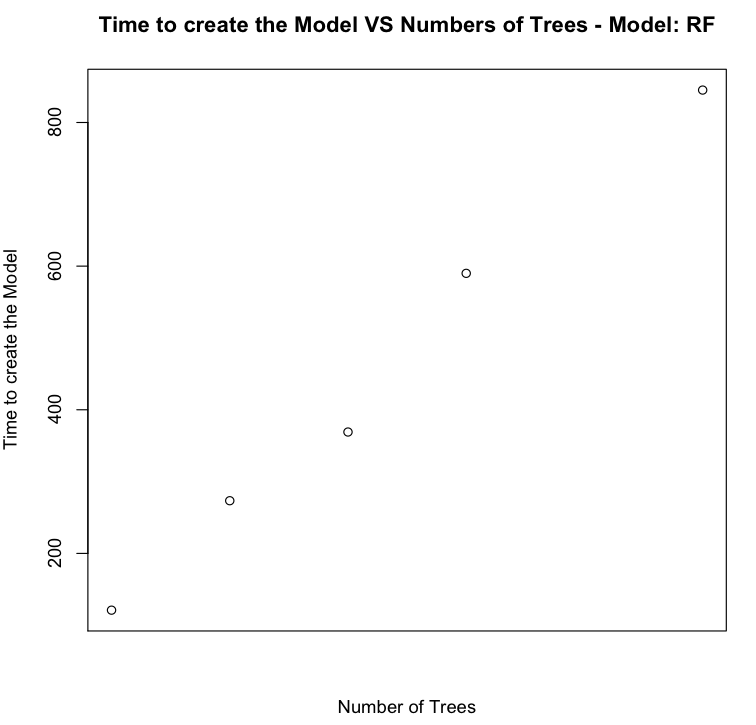 Time to create the Model VS Numbers of Trees - Model: RF
Time to create the Model
800
600
400
200
Number of Trees